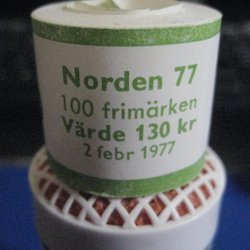 Norden 77
100 frimärken
Värde 130 kr
2 febr 1977